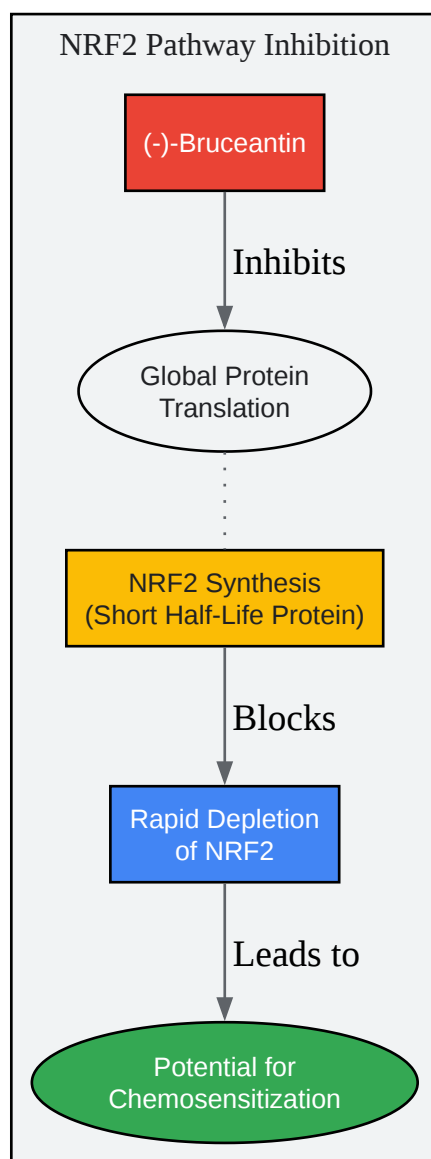 NRF2 Pathway Inhibition
(-)-Bruceantin
Inhibits
Global Protein
Translation
NRF2 Synthesis
(Short Half-Life Protein)
Blocks
Rapid Depletion
of NRF2
Leads to
Potential for
Chemosensitization